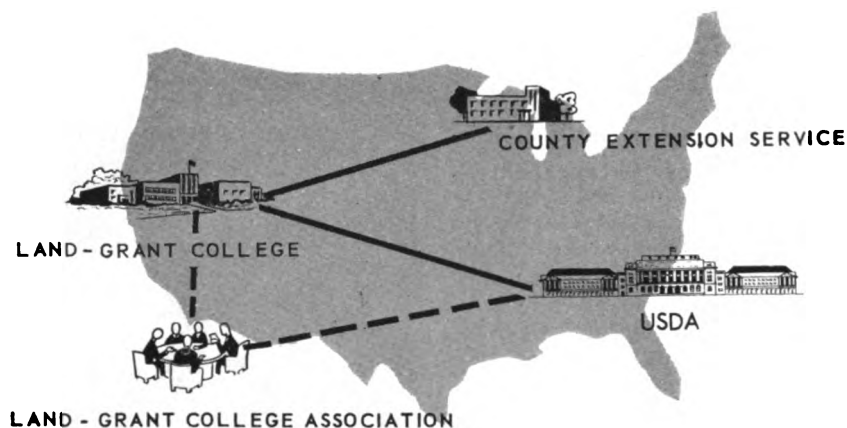 COUNTY EXTENSION SERVICE
LAND-GRANT COLLEGE
USDA
LAND-GRANT COLLEGE ASSOCIATION